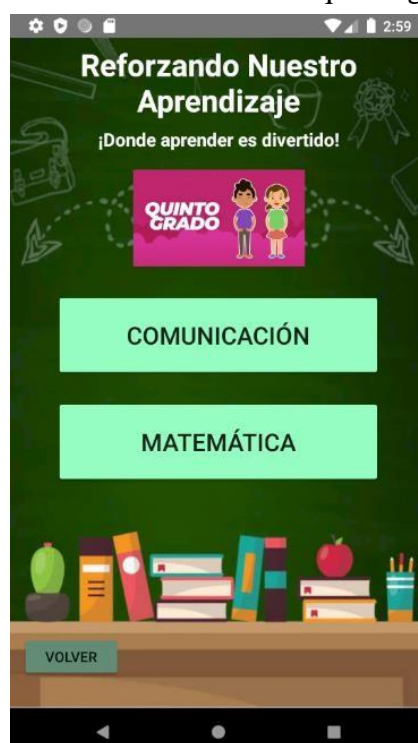 2:59
Reforzando Nuestro
Aprendizaje
¡Donde aprender es divertido!
QUINTO
GRADO
COMUNICACIÓN
MATEMÁTICA
VOLVER